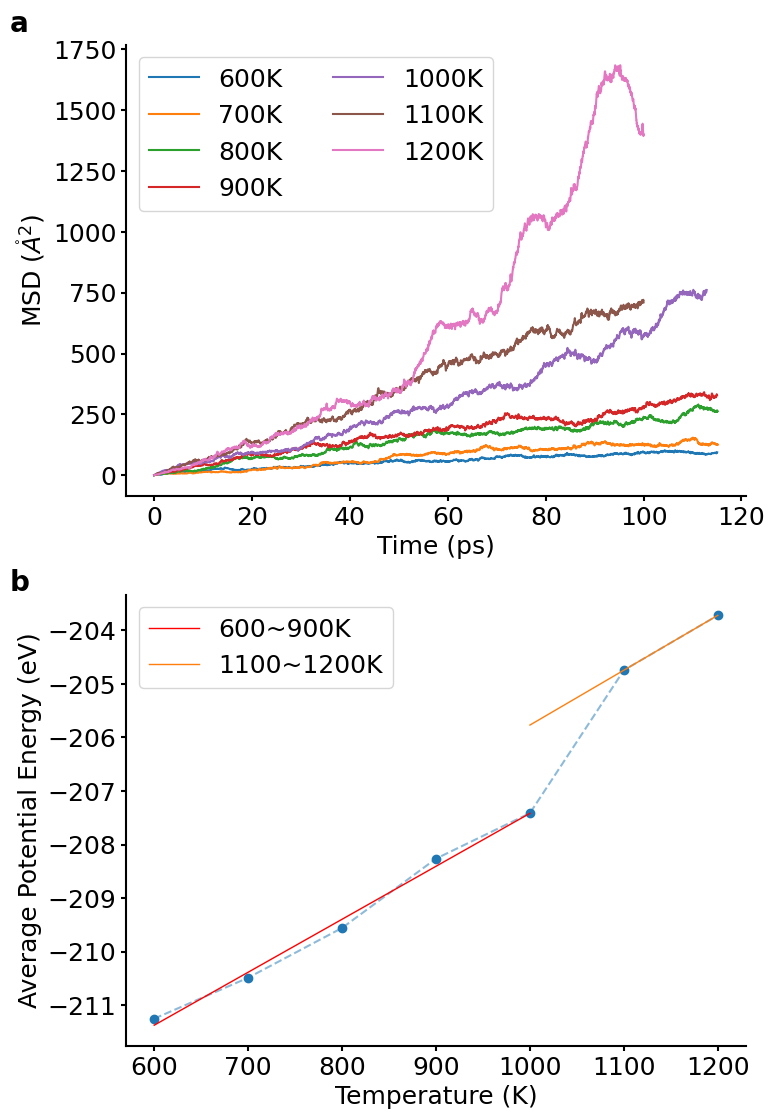 a
1750
1500
1250
1000
750
500
250
0
MSD (Å²)
600K
700K
800K
900K
1000K
1100K
1200K
0 20 40 60 80 100 120
Time (ps)
b
−204
−205
−206
−207
−208
−209
−210
−211
Average Potential Energy (eV)
600~900K
1100~1200K
600 700 800 900 1000 1100 1200
Temperature (K)